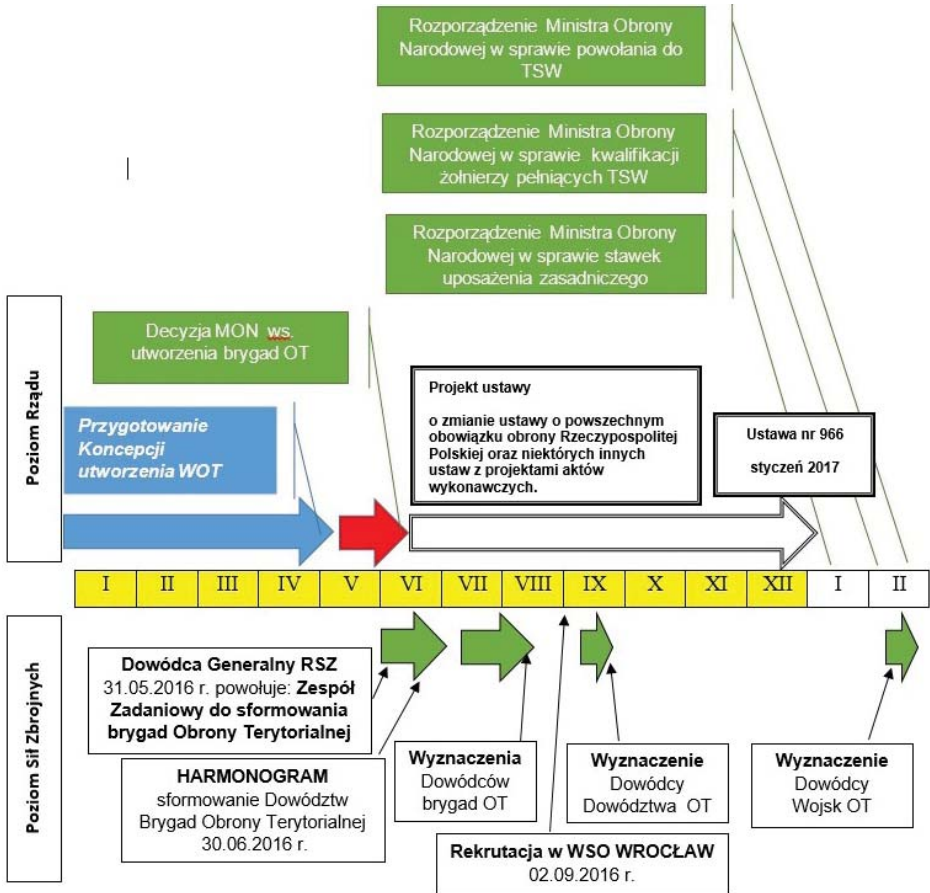 Rozporządzenie Ministra Obrony
Narodowej w sprawie powołania do
TSW
Rozporządzenie Ministra Obrony
Narodowej w sprawie kwalifikacji
żołnierzy pełniących TSW
Rozporządzenie Ministra Obrony
Narodowej w sprawie stawek
uposażenia zasadniczego
Poziom Rządu
Decyzja MON ws.
utworzenia brygad OT
Przygotowanie
Koncepcji
utworzenia WOT
Projekt ustawy
o zmianie ustawy o powszechnym
obowiązku obrony Rzeczypospolitej
Polskiej oraz niektórych innych
ustaw z projektami aktów
wykonawczych.
Ustawa nr 966
styczeń 2017
I II III IV V VI VII VIII IX X XI XII I II
Poziom Sił Zbrojnych
Dowódca Generalny RSZ
31.05.2016 r. powołuje: Zespół
Zadaniowy do sformowania
brygad Obrony Terytorialnej
HARMONOGRAM
sformowanie Dowództw
Brygad Obrony Terytorialnej
30.06.2016 r.
Wyznaczenia
Dowódców
brygad OT
Rekrutacja w WSO WROCŁAW
02.09.2016 r.
Wyznaczenie
Dowódcy
Dowództwa OT
Wyznaczenie
Dowódcy
Wojsk OT